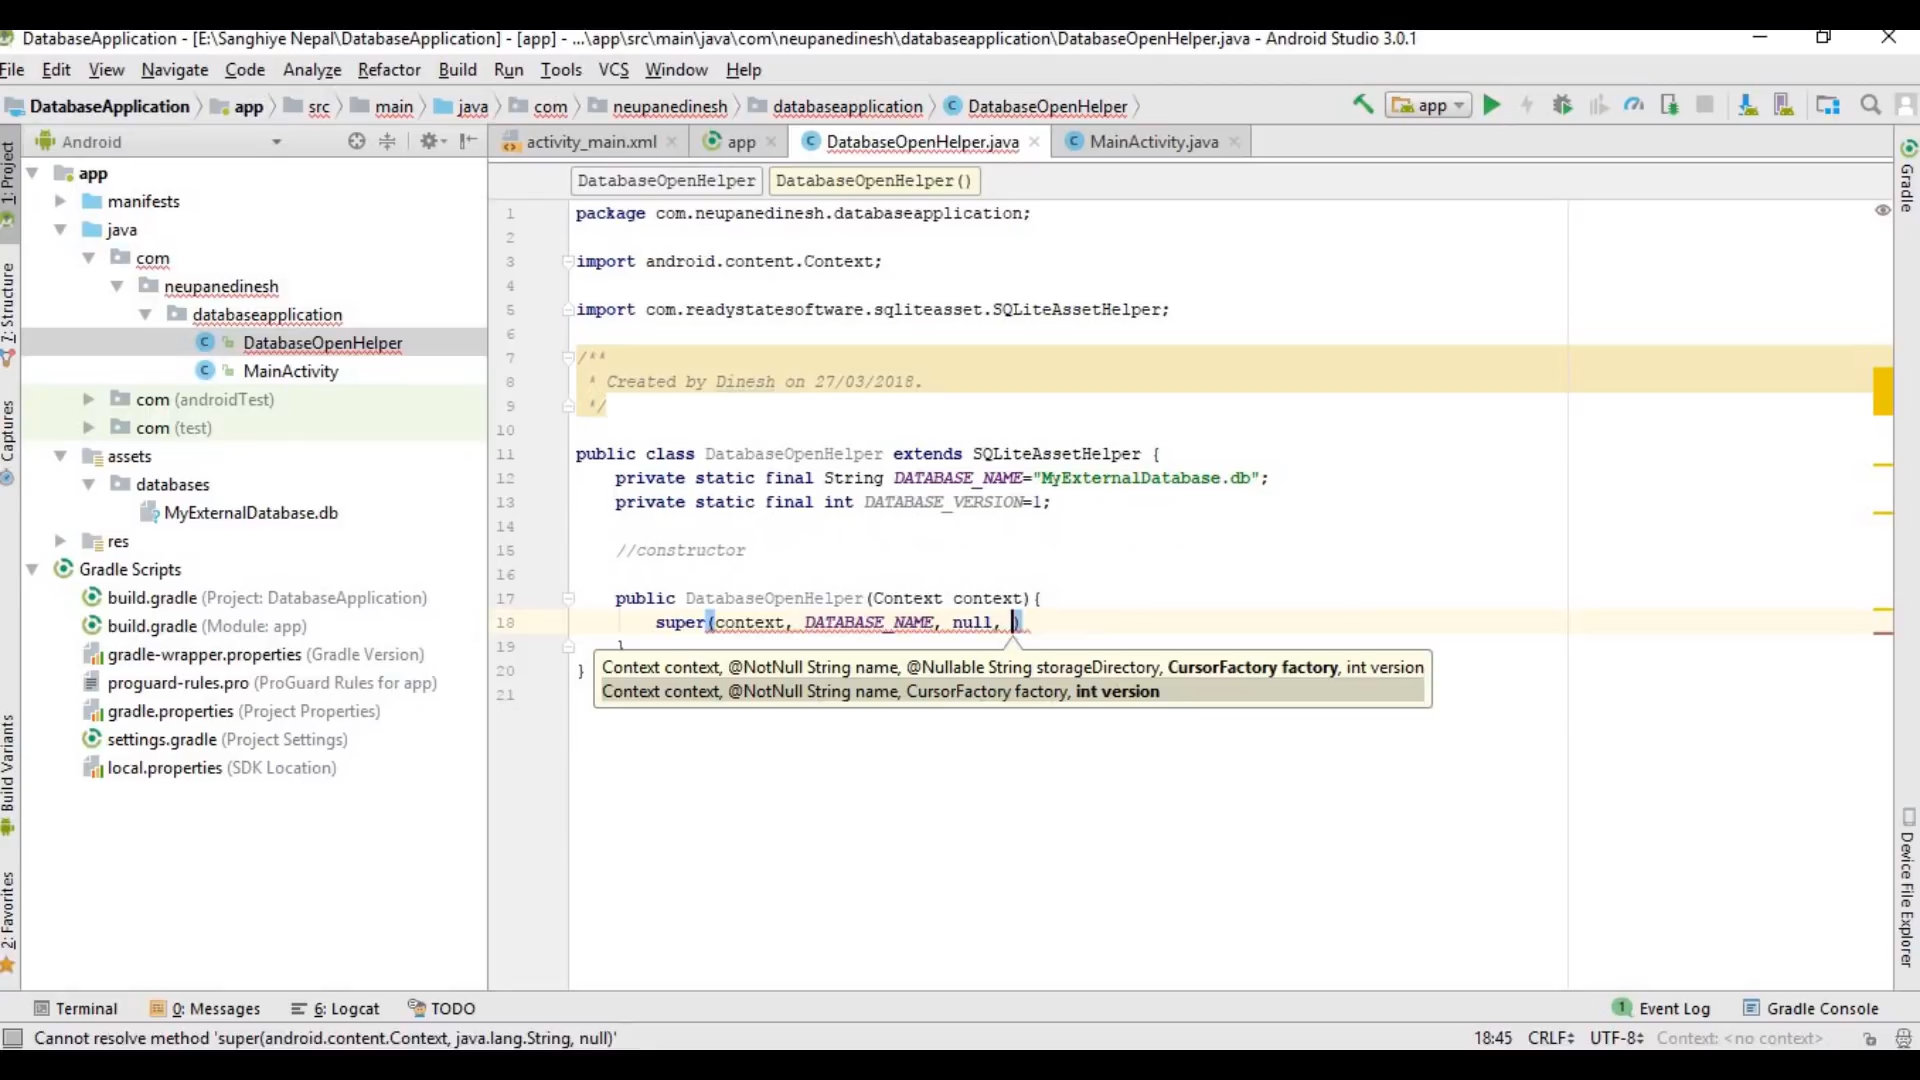 DatabaseApplication - [E:\Sanghiye Nepal\DatabaseApplication] - [app] - ...\app\src\main\java\com\neupanedinesh\databaseapplication\DatabaseOpenHelper.java - Android Studio 3.0.1
File Edit View Navigate Code Analyze Refactor Build Run Tools VCS Window Help
DatabaseApplication app src main java com neupanedinesh databaseapplication DatabaseOpenHelper app
Android
activity_main.xml app DatabaseOpenHelper.java MainActivity.java
DatabaseOpenHelper DatabaseOpenHelper()
1: Project
7: Structure
Captures
Build Variants
2: Favorites
app
manifests
java
com
neupanedinesh
databaseapplication
DatabaseOpenHelper
MainActivity
com (androidTest)
com (test)
assets
databases
MyExternalDatabase.db
res
Gradle Scripts
build.gradle (Project: DatabaseApplication)
build.gradle (Module: app)
gradle-wrapper.properties (Gradle Version)
proguard-rules.pro (ProGuard Rules for app)
gradle.properties (Project Properties)
settings.gradle (Project Settings)
local.properties (SDK Location)
1 package com.neupanedinesh.databaseapplication;
2
3 import android.content.Context;
4
5 import com.readystatesoftware.sqliteasset.SQLiteAssetHelper;
6
7 /**
8 * Created by Dinesh on 27/03/2018.
9 */
10
11 public class DatabaseOpenHelper extends SQLiteAssetHelper {
12 private static final String DATABASE_NAME="MyExternalDatabase.db";
13 private static final int DATABASE_VERSION=1;
14
15 //constructor
16
17 public DatabaseOpenHelper(Context context){
18 super(context, DATABASE_NAME, null, )
19 }
20 }
21
Context context, @NotNull String name, @Nullable String storageDirectory, CursorFactory factory, int version
Context context, @NotNull String name, CursorFactory factory, int version
Gradle
Device File Explorer
Terminal 0: Messages 6: Logcat TODO 1 Event Log Gradle Console
Cannot resolve method 'super(android.content.Context, java.lang.String, null)' 18:45 CRLF UTF-8 Context: <no context>